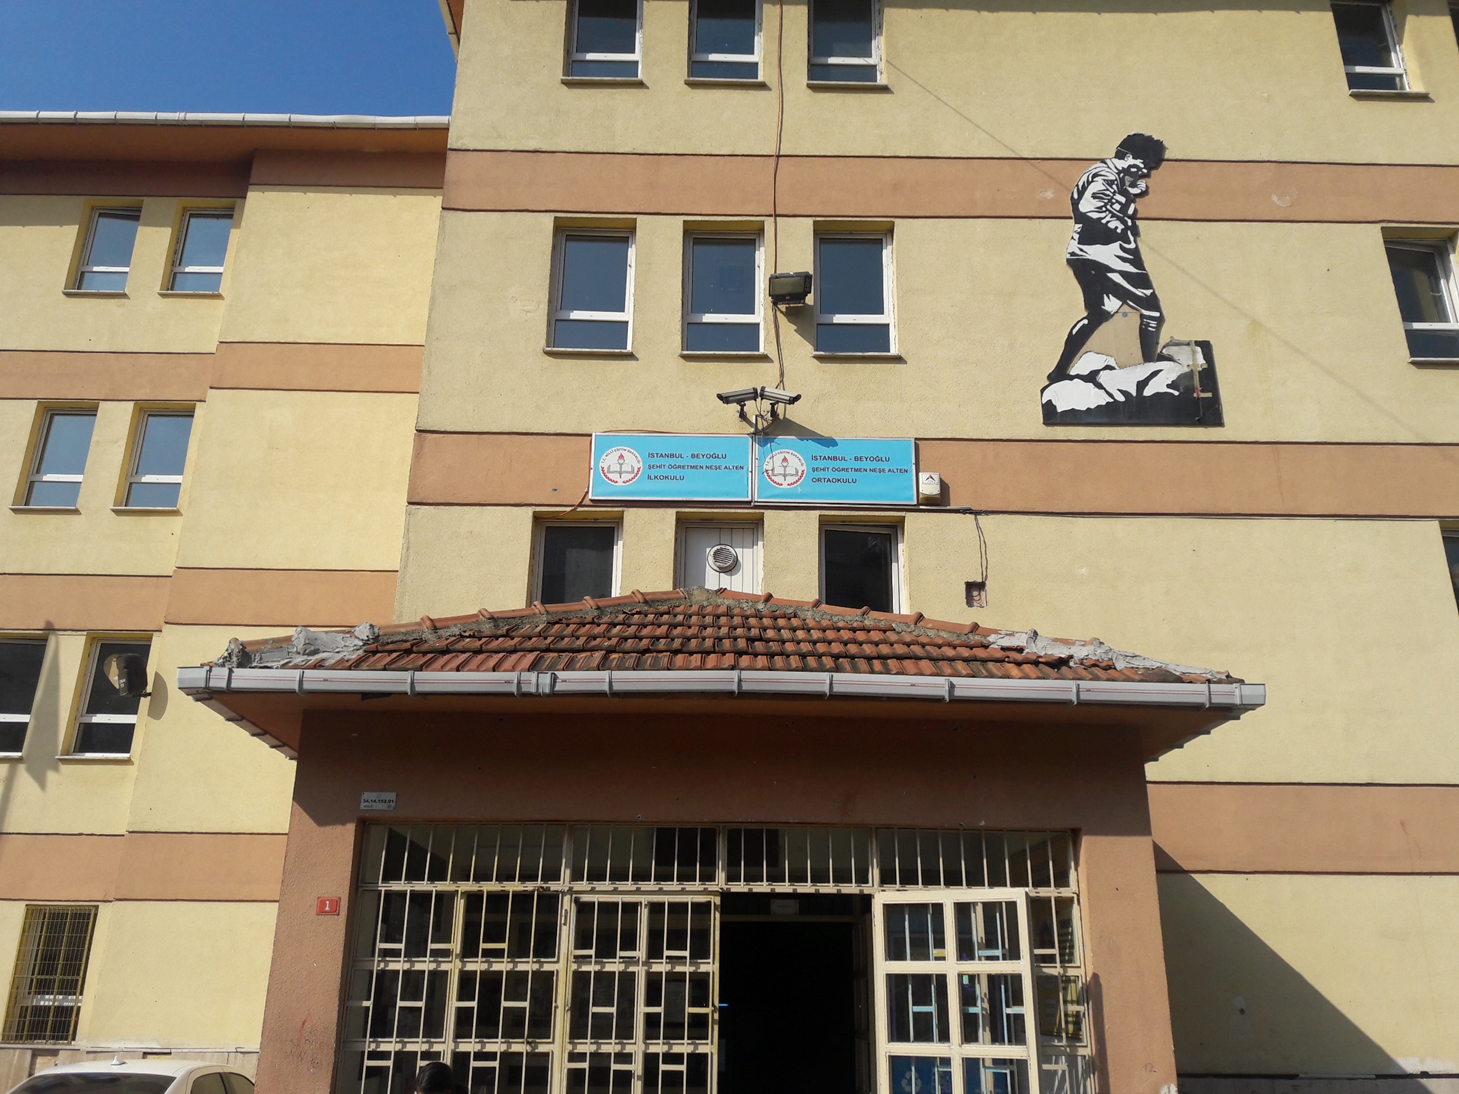 İSTANBUL - BEYOĞLU
ŞEHİT ÖĞRETMEN NEŞE ALTEN
İLKOKULU
İSTANBUL - BEYOĞLU
ŞEHİT ÖĞRETMEN NEŞE ALTEN
ORTAOKULU
1